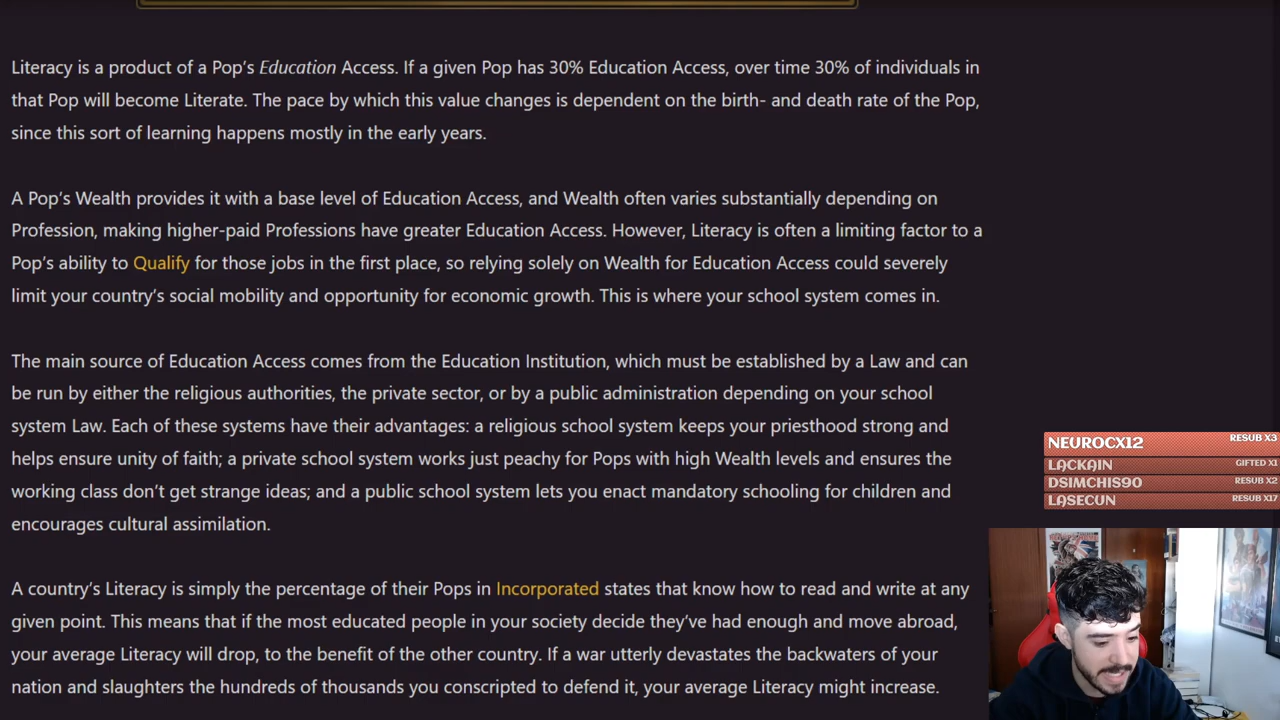 Literacy is a product of a Pop’s Education Access. If a given Pop has 30% Education Access, over time 30% of individuals in
that Pop will become Literate. The pace by which this value changes is dependent on the birth- and death rate of the Pop,
since this sort of learning happens mostly in the early years.
A Pop’s Wealth provides it with a base level of Education Access, and Wealth often varies substantially depending on
Profession, making higher-paid Professions have greater Education Access. However, Literacy is often a limiting factor to a
Pop’s ability to Qualify for those jobs in the first place, so relying solely on Wealth for Education Access could severely
limit your country’s social mobility and opportunity for economic growth. This is where your school system comes in.
The main source of Education Access comes from the Education Institution, which must be established by a Law and can
be run by either the religious authorities, the private sector, or by a public administration depending on your school
system Law. Each of these systems have their advantages: a religious school system keeps your priesthood strong and
helps ensure unity of faith; a private school system works just peachy for Pops with high Wealth levels and ensures the
working class don’t get strange ideas; and a public school system lets you enact mandatory schooling for children and
encourages cultural assimilation.
A country’s Literacy is simply the percentage of their Pops in Incorporated states that know how to read and write at any
given point. This means that if the most educated people in your society decide they’ve had enough and move abroad,
your average Literacy will drop, to the benefit of the other country. If a war utterly devastates the backwaters of your
nation and slaughters the hundreds of thousands you conscripted to defend it, your average Literacy might increase.
NEUROCX12 RESUB X3
LACKAIN GIFTED X1
DSIMCHIS90 RESUB X2
LASECUN RESUB X17